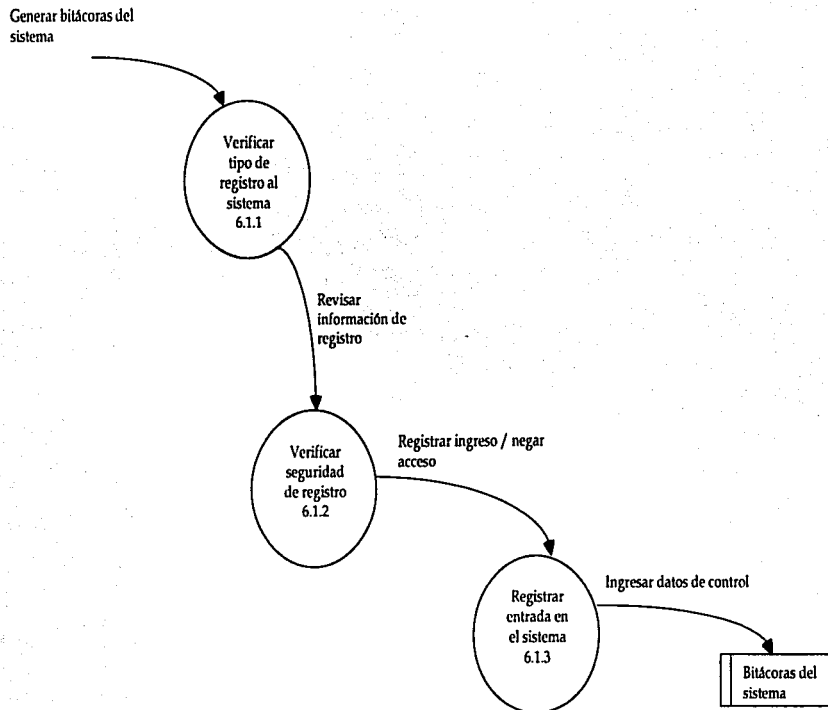 Generar bitácoras del
sistema
Verificar
tipo de
registro al
sistema
6.1.1
Revisar
información de
registro
Verificar
seguridad
de registro
6.1.2
Registrar ingreso / negar
acceso
Registrar
entrada en
el sistema
6.1.3
Ingresar datos de control
Bitácoras del
sistema